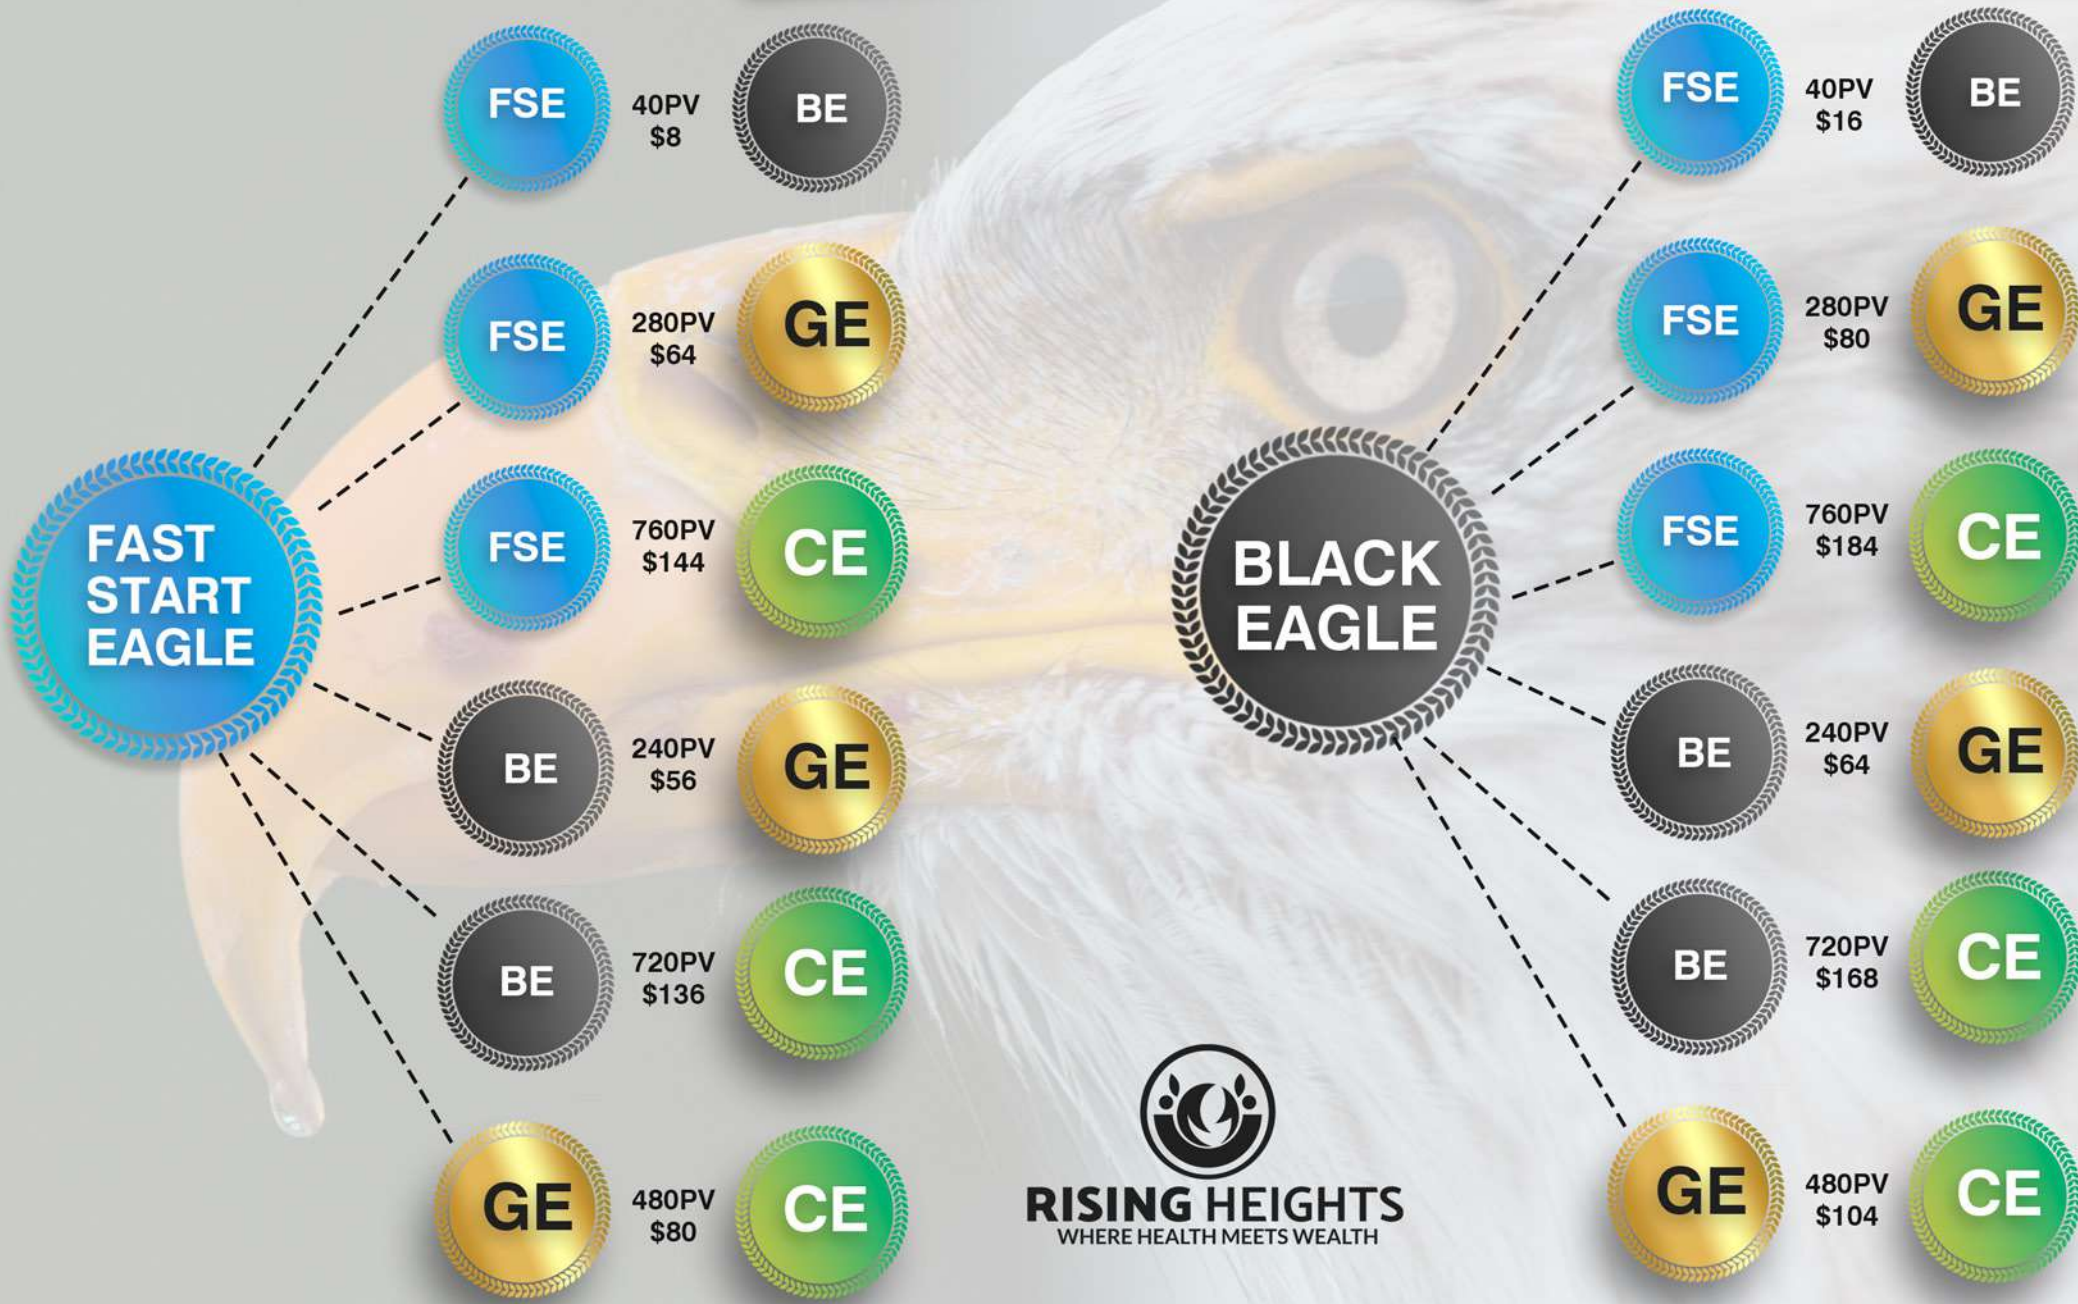 FAST
START
EAGLE
FSE
40PV
$8
BE
FSE
280PV
$64
GE
FSE
760PV
$144
CE
BE
240PV
$56
GE
BE
720PV
$136
CE
GE
480PV
$80
CE
BLACK
EAGLE
FSE
40PV
$16
BE
FSE
280PV
$80
GE
FSE
760PV
$184
CE
BE
240PV
$64
GE
BE
720PV
$168
CE
GE
480PV
$104
CE
RISING HEIGHTS
WHERE HEALTH MEETS WEALTH